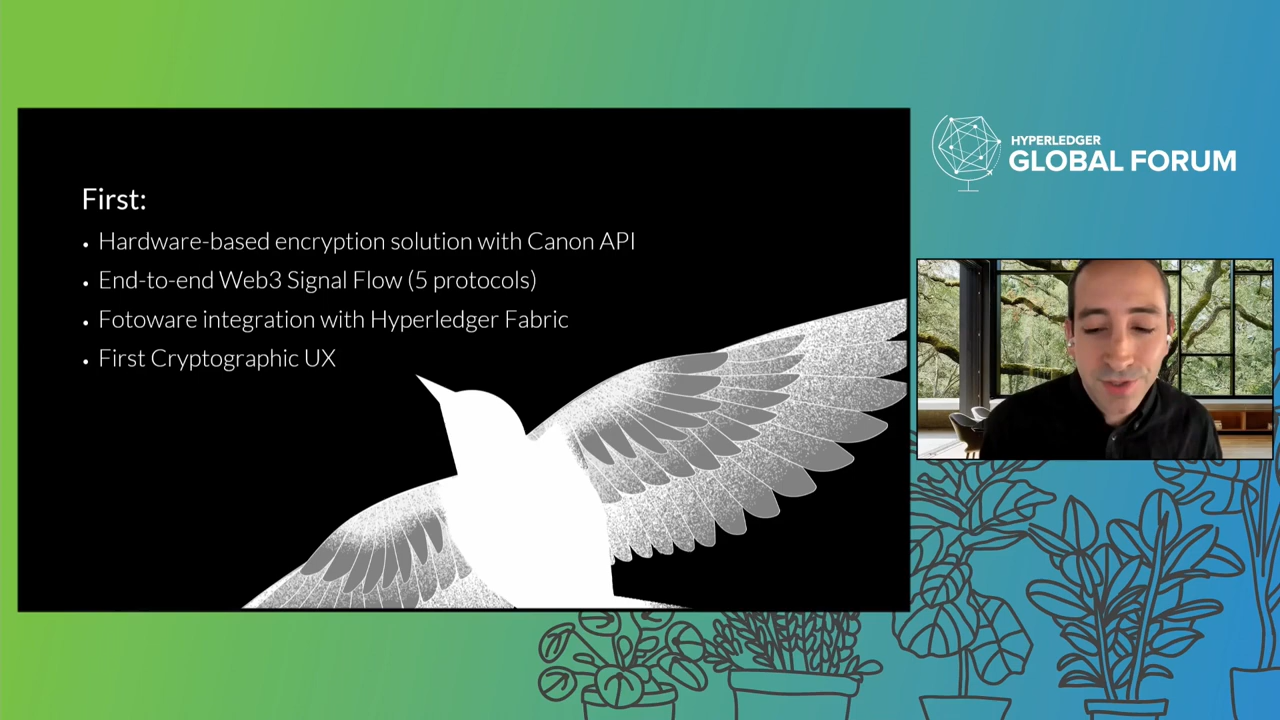 First:
• Hardware-based encryption solution with Canon API
• End-to-end Web3 Signal Flow (5 protocols)
• Fotoware integration with Hyperledger Fabric
• First Cryptographic UX
HYPERLEDGER
GLOBAL FORUM